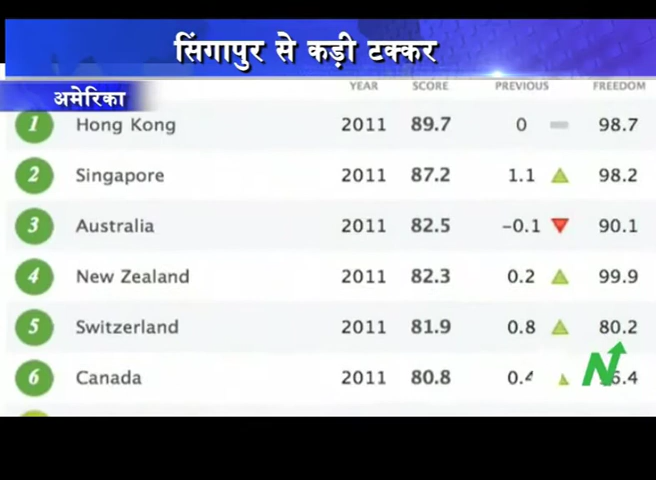 सिंगापुर से कड़ी टक्कर
अमेरिका
YEAR SCORE PREVIOUS FREEDOM
1 Hong Kong 2011 89.7 0 98.7
2 Singapore 2011 87.2 1.1 98.2
3 Australia 2011 82.5 -0.1 90.1
4 New Zealand 2011 82.3 0.2 99.9
5 Switzerland 2011 81.9 0.8 80.2
6 Canada 2011 80.8 0.4
N